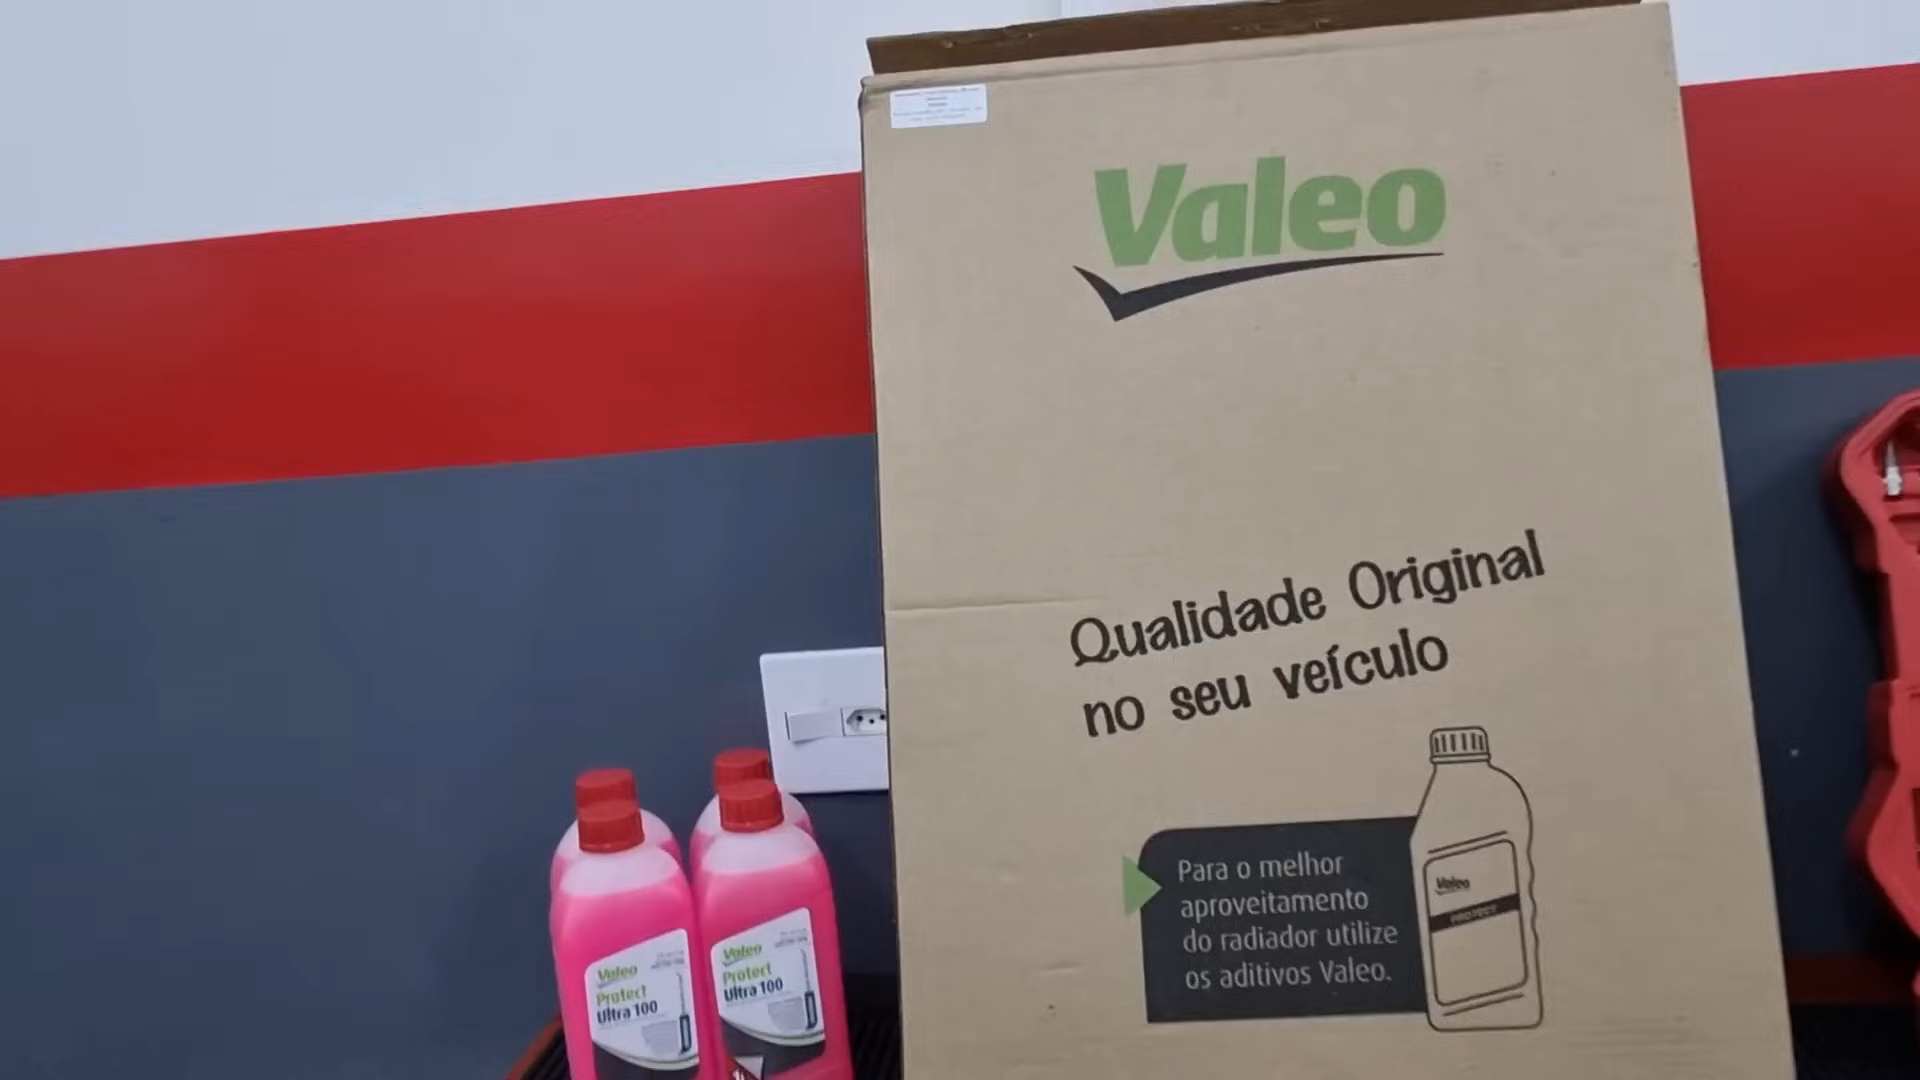 Valeo
Qualidade Original
no seu veículo
Para o melhor
aproveitamento
do radiador utilize
os aditivos Valeo.
Valeo
PROTECT
Valeo
Protect
Ultra 100
Valeo
Protect
Ultra 100